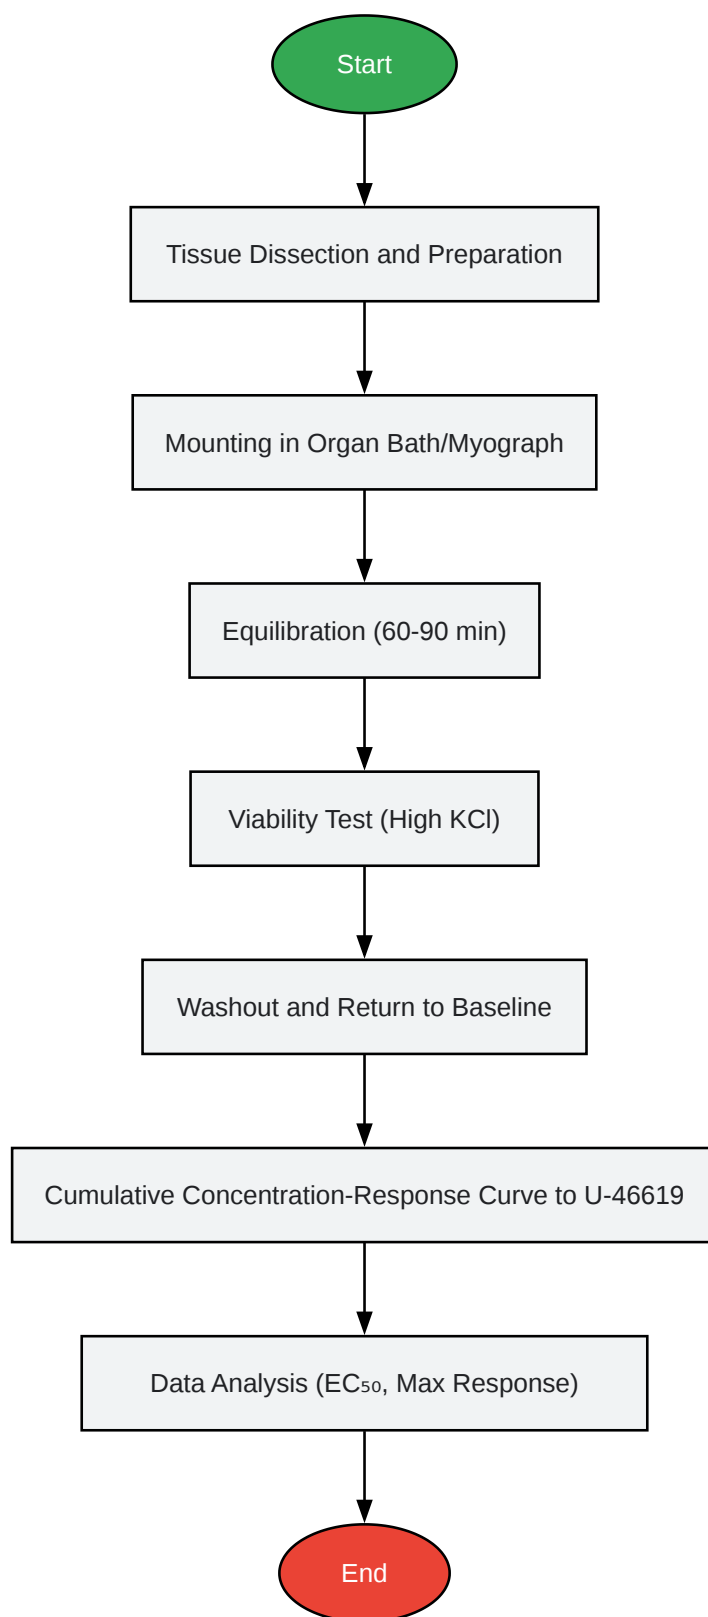 Start
Tissue Dissection and Preparation
Mounting in Organ Bath/Myograph
Equilibration (60-90 min)
Viability Test (High KCl)
Washout and Return to Baseline
Cumulative Concentration-Response Curve to U-46619
Data Analysis (EC₅₀, Max Response)
End